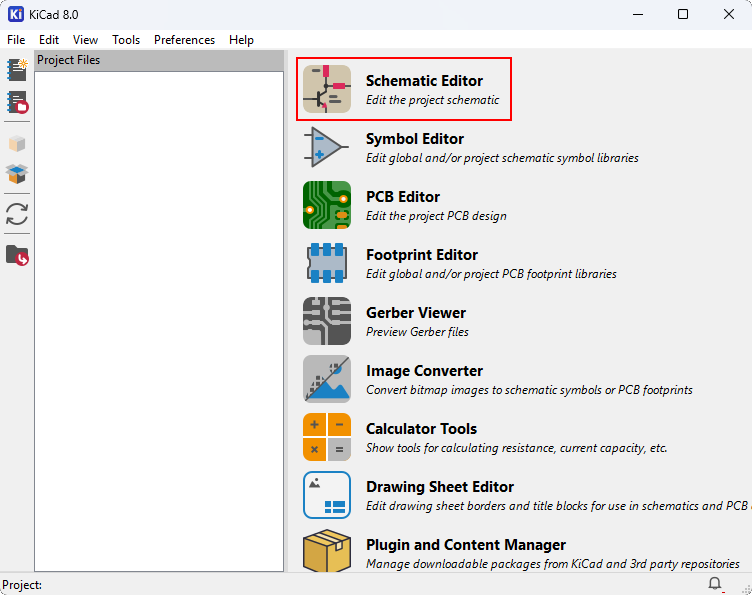 KiCad 8.0
File Edit View Tools Preferences Help
Project Files
Schematic Editor
Edit the project schematic
Symbol Editor
Edit global and/or project schematic symbol libraries
PCB Editor
Edit the project PCB design
Footprint Editor
Edit global and/or project PCB footprint libraries
Gerber Viewer
Preview Gerber files
Image Converter
Convert bitmap images to schematic symbols or PCB footprints
Calculator Tools
Show tools for calculating resistance, current capacity, etc.
Drawing Sheet Editor
Edit drawing sheet borders and title blocks for use in schematics and PCB
Plugin and Content Manager
Manage downloadable packages from KiCad and 3rd party repositories
Project: